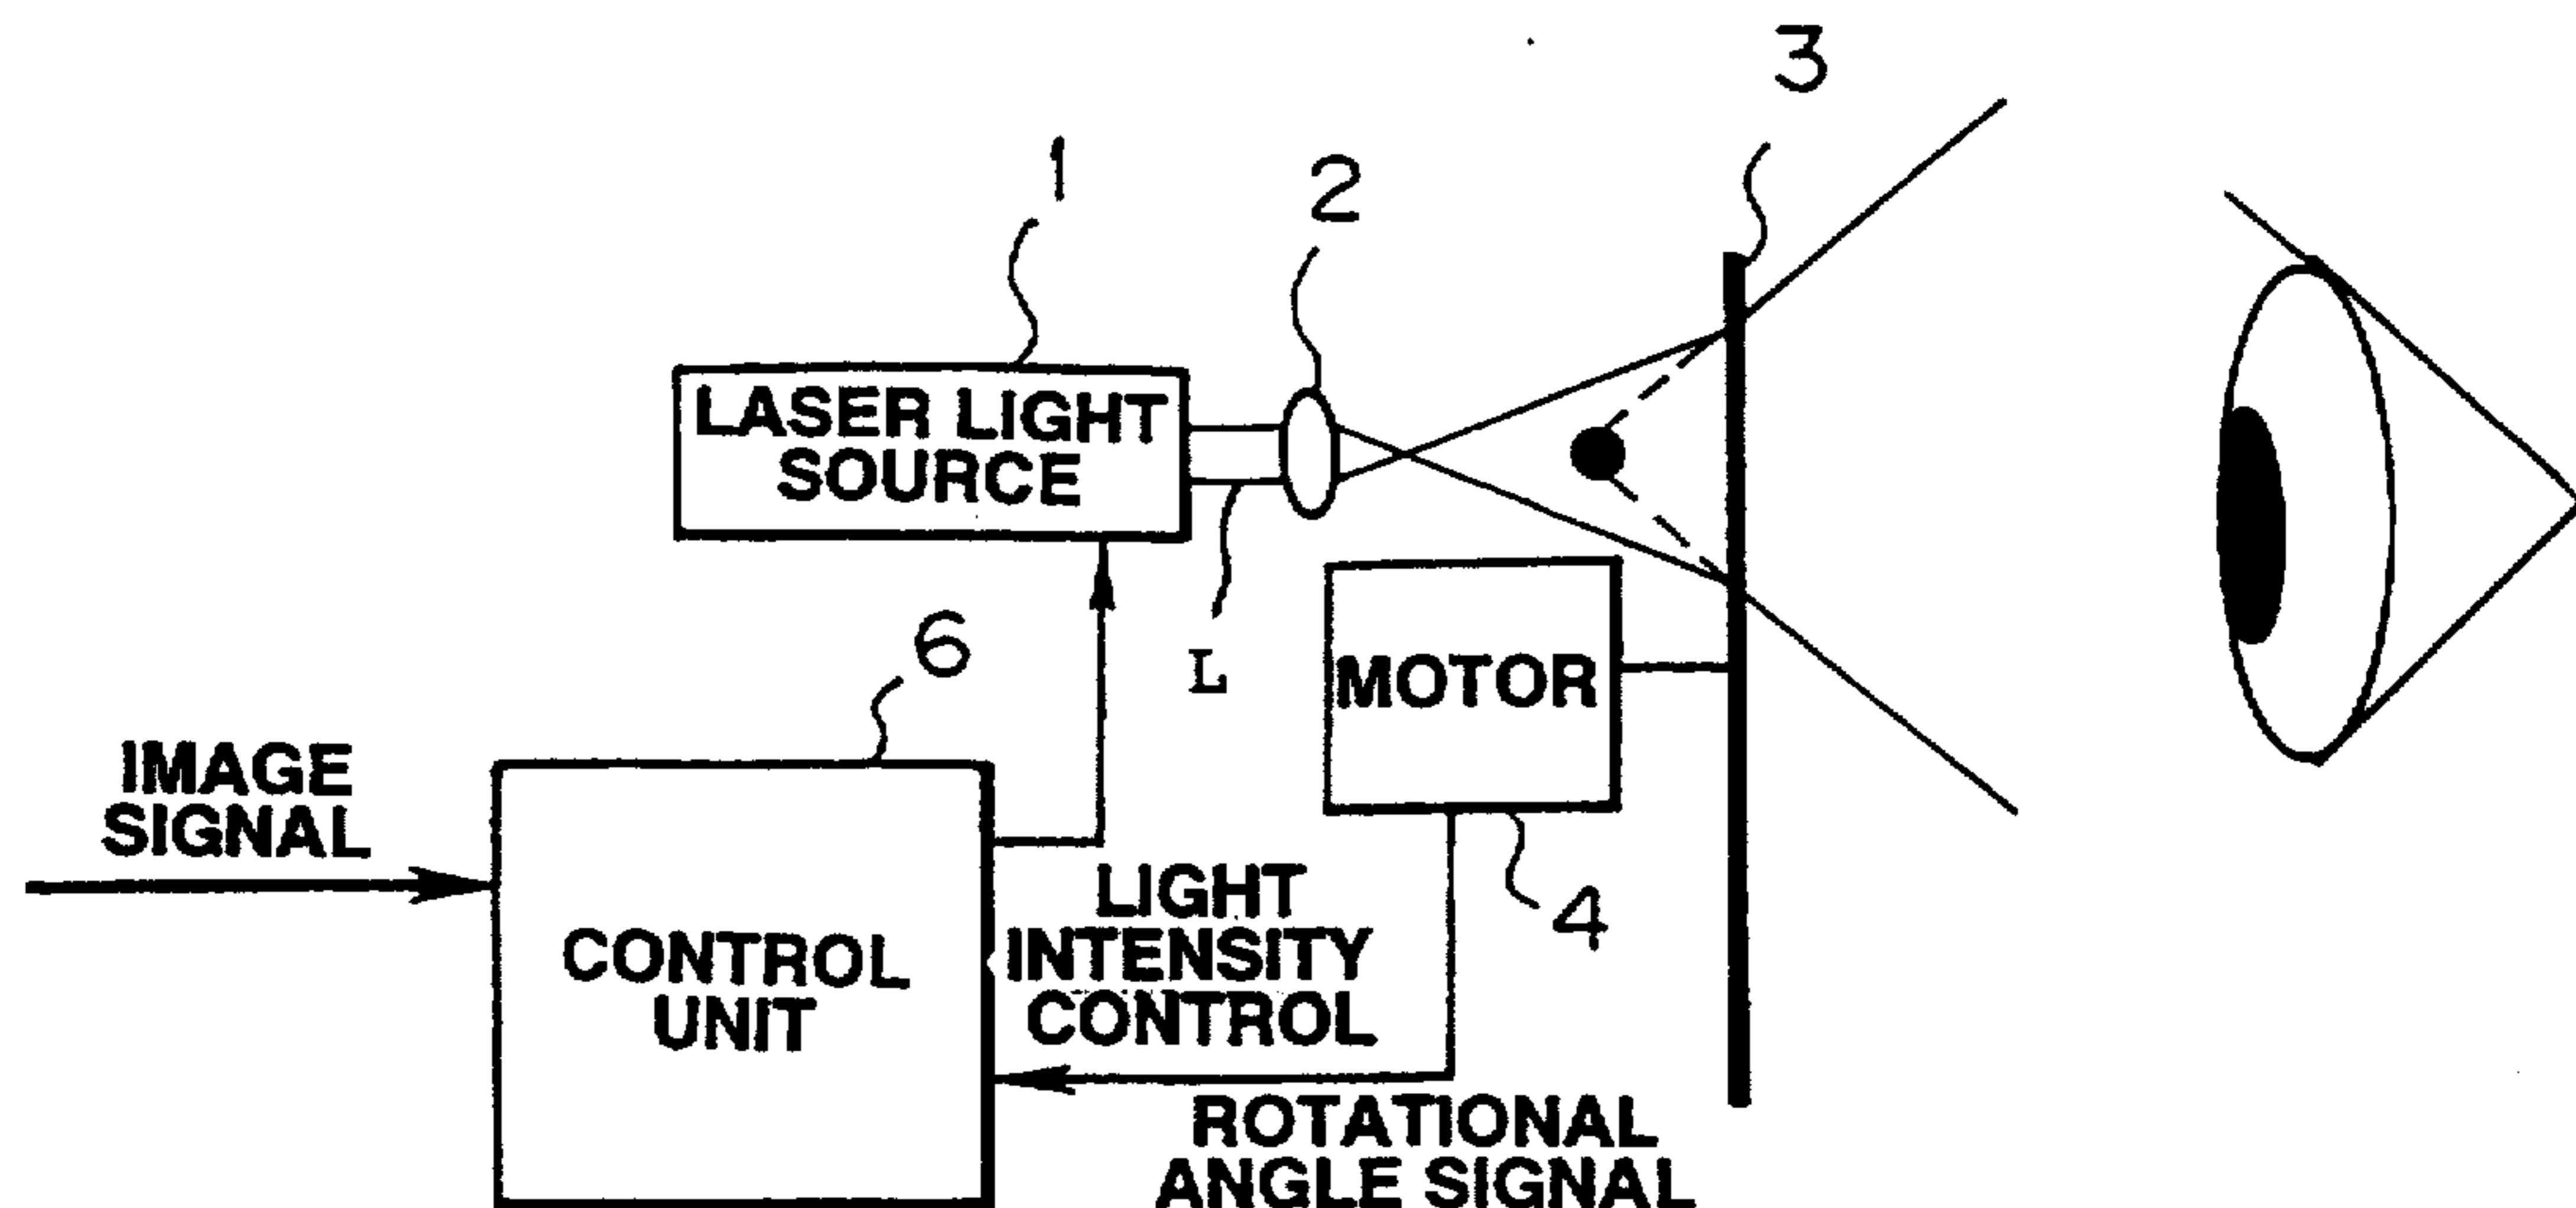 3
1
2
LASER LIGHT
SOURCE
6
L
MOTOR
IMAGE
SIGNAL
4
LIGHT
INTENSITY
CONTROL
CONTROL
UNIT
ROTATIONAL
ANGLE SIGNAL